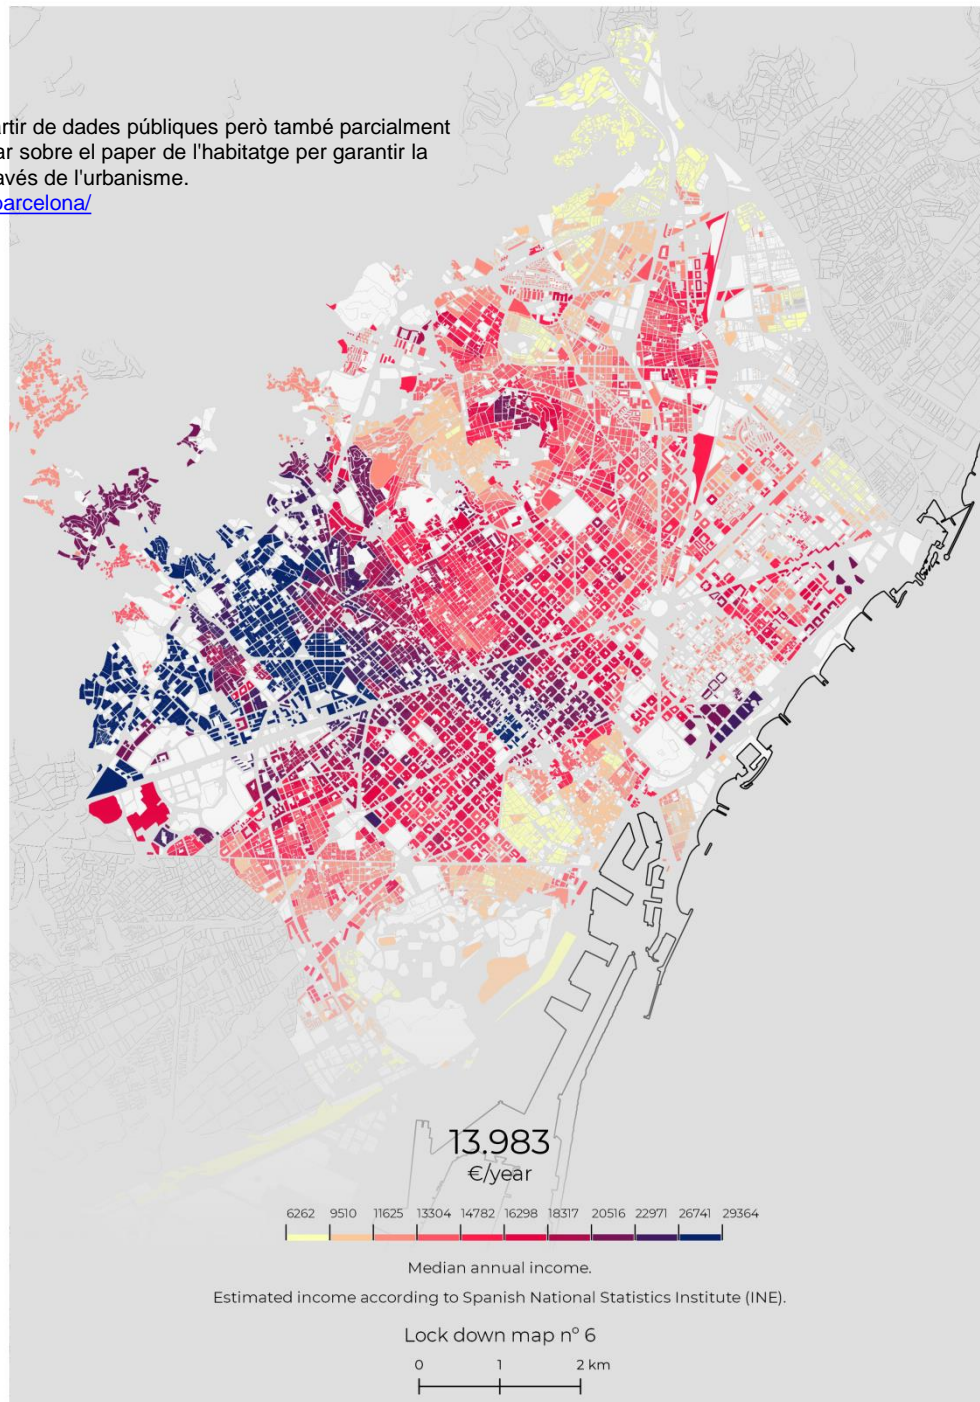 rtir de dades públiques però també parcialment
ar sobre el paper de l'habitatge per garantir la
avés de l'urbanisme.
barcelona/
13.983
€/year
6262 9510 11625 13304 14782 16298 18317 20516 22971 26741 29364
Median annual income.
Estimated income according to Spanish National Statistics Institute (INE).
Lock down map nº 6
0 1 2 km